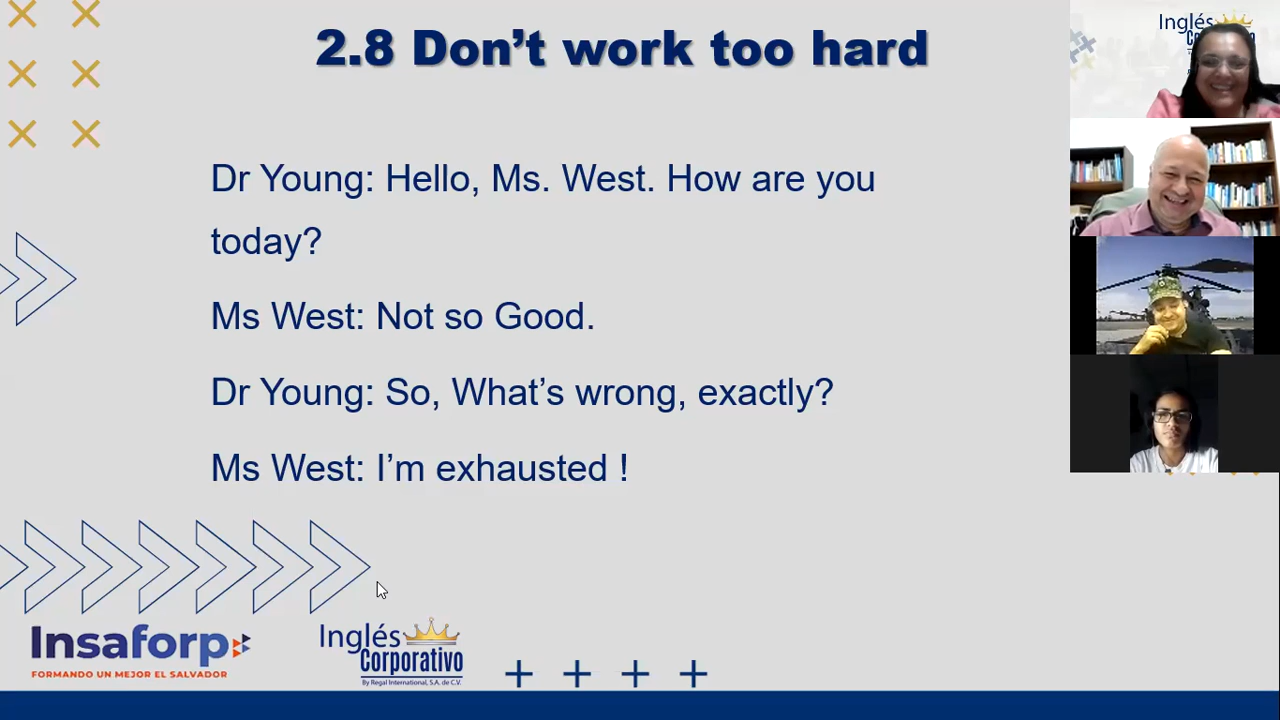 2.8 Don't work too hard
Dr Young: Hello, Ms. West. How are you
today?
Ms West: Not so Good.
Dr Young: So, What's wrong, exactly?
Ms West: I'm exhausted !
Insaforp
FORMANDO UN MEJOR EL SALVADOR
Inglés
Corporativo
By Regal International, S.A. de C.V.
Inglés